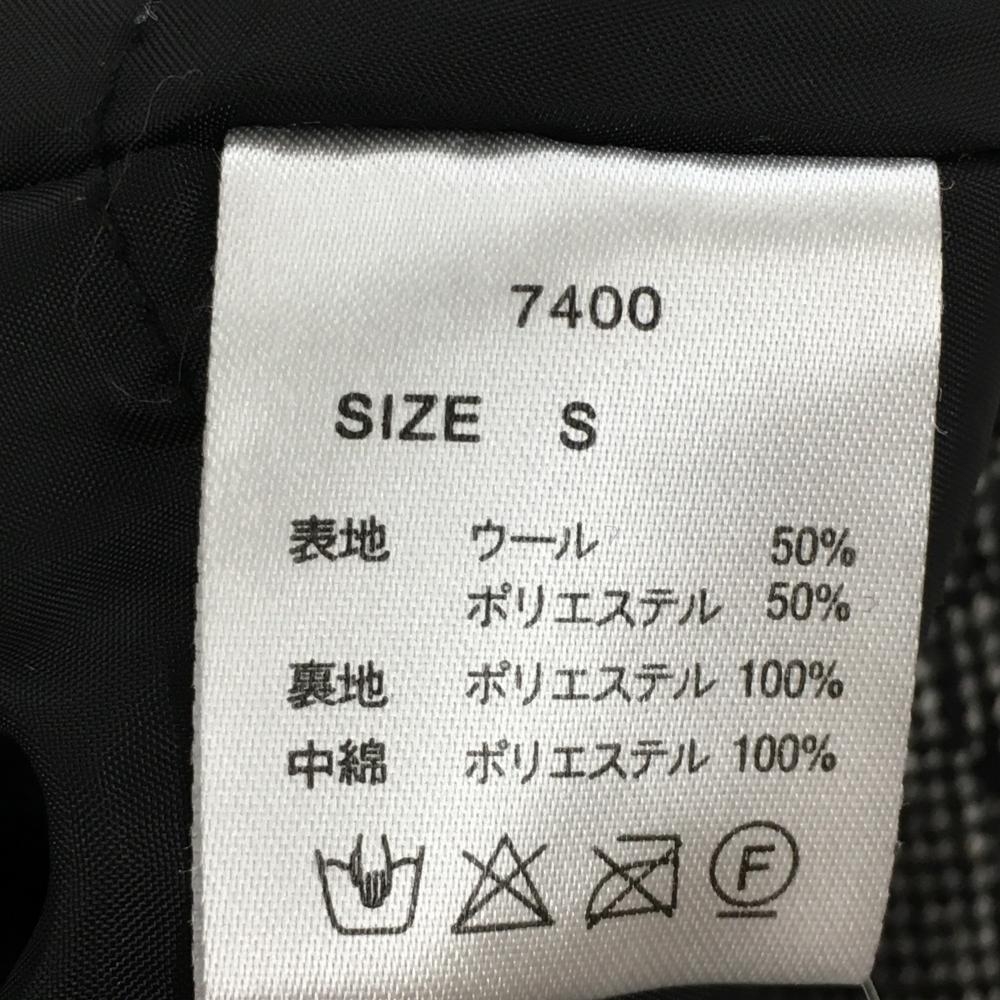 7400
SIZE S
表地 ウール 50%
ポリエステル 50%
裏地 ポリエステル 100%
中綿 ポリエステル 100%
F